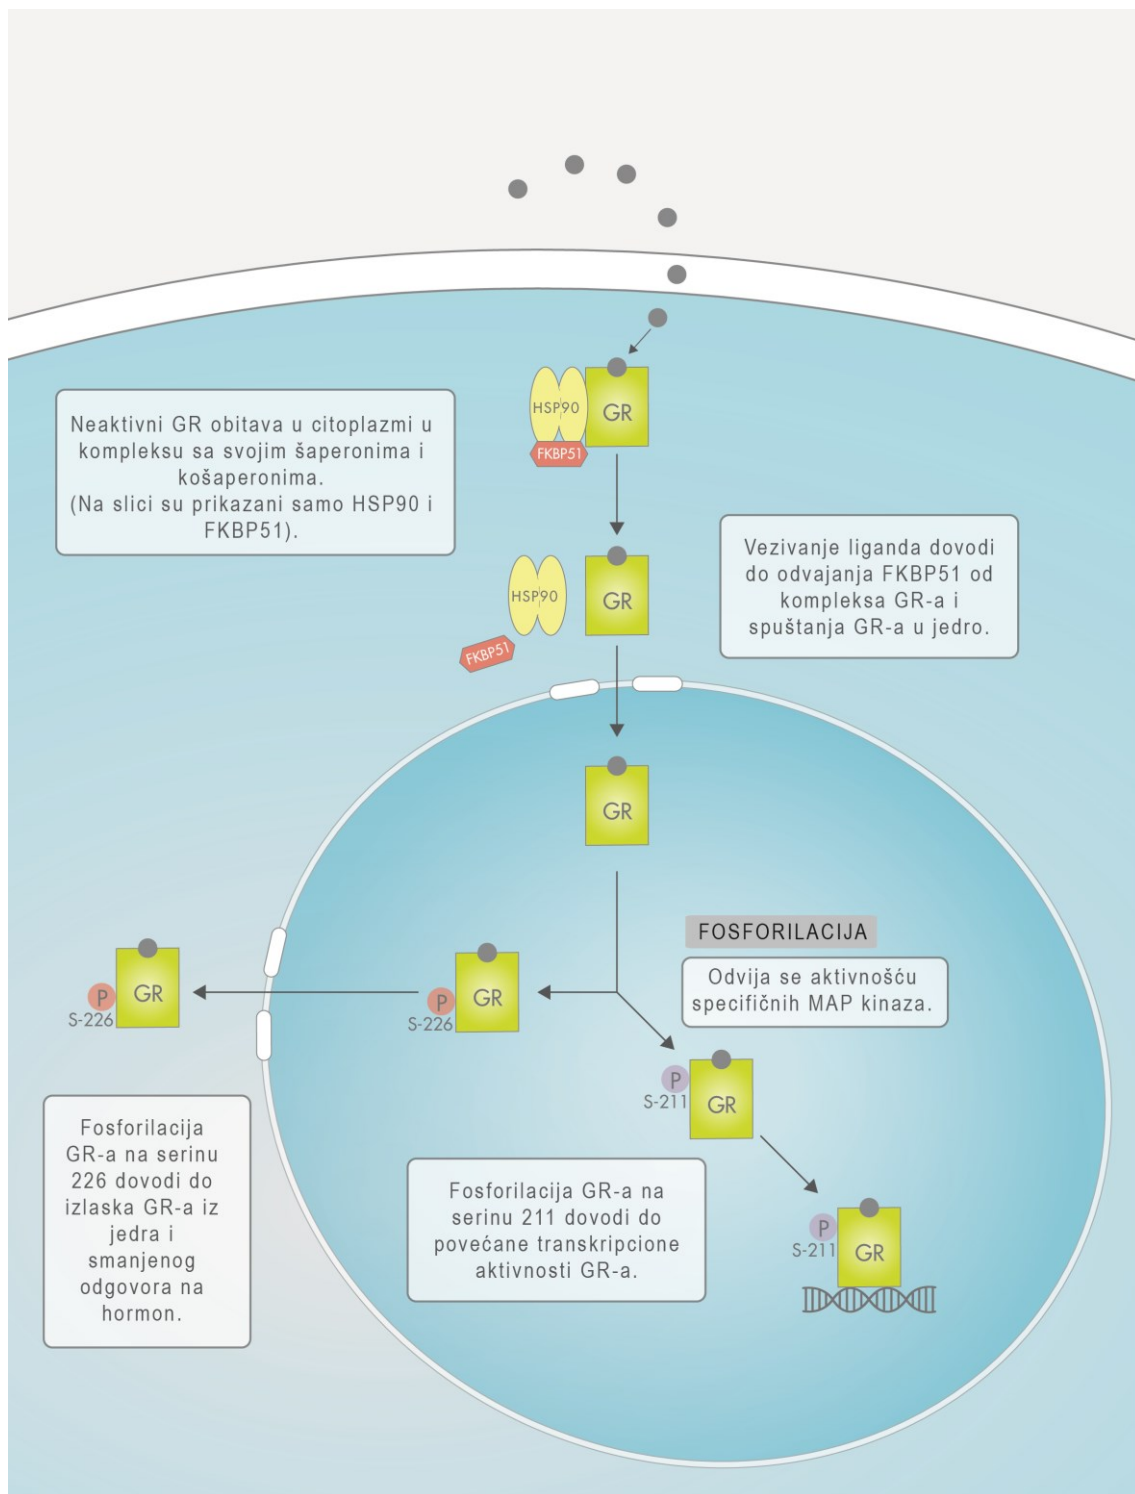 HSP90
GR
FKBP51
Neaktivni GR obitava u citoplazmi u
kompleksu sa svojim šaperonima i
košaperonima.
(Na slici su prikazani samo HSP90 i
FKBP51).
HSP90
GR
FKBP51
Vezivanje liganda dovodi
do odvajanja FKBP51 od
kompleksa GR-a i
spuštanja GR-a u jedro.
GR
FOSFORILACIJA
Odvija se aktivnošću
specifičnih MAP kinaza.
P
GR
S-226
P
GR
S-226
P
S-211
GR
Fosforilacija
GR-a na serinu
226 dovodi do
izlaska GR-a iz
jedra i
smanjenog
odgovora na
hormon.
Fosforilacija GR-a na
serinu 211 dovodi do
povećane transkripcione
aktivnosti GR-a.
P
S-211
GR